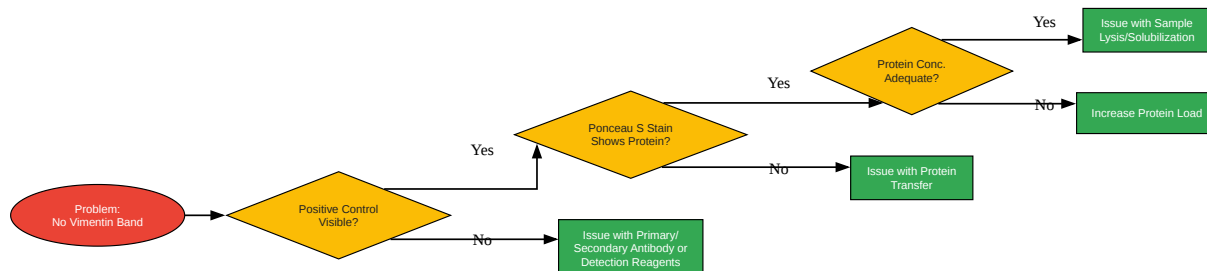 Problem:
No Vimentin Band
Positive Control
Visible?
Yes
No
Issue with Primary/
Secondary Antibody or
Detection Reagents
Ponceau S Stain
Shows Protein?
Yes
No
Issue with Protein
Transfer
Protein Conc.
Adequate?
Yes
No
Issue with Sample
Lysis/Solubilization
Increase Protein Load